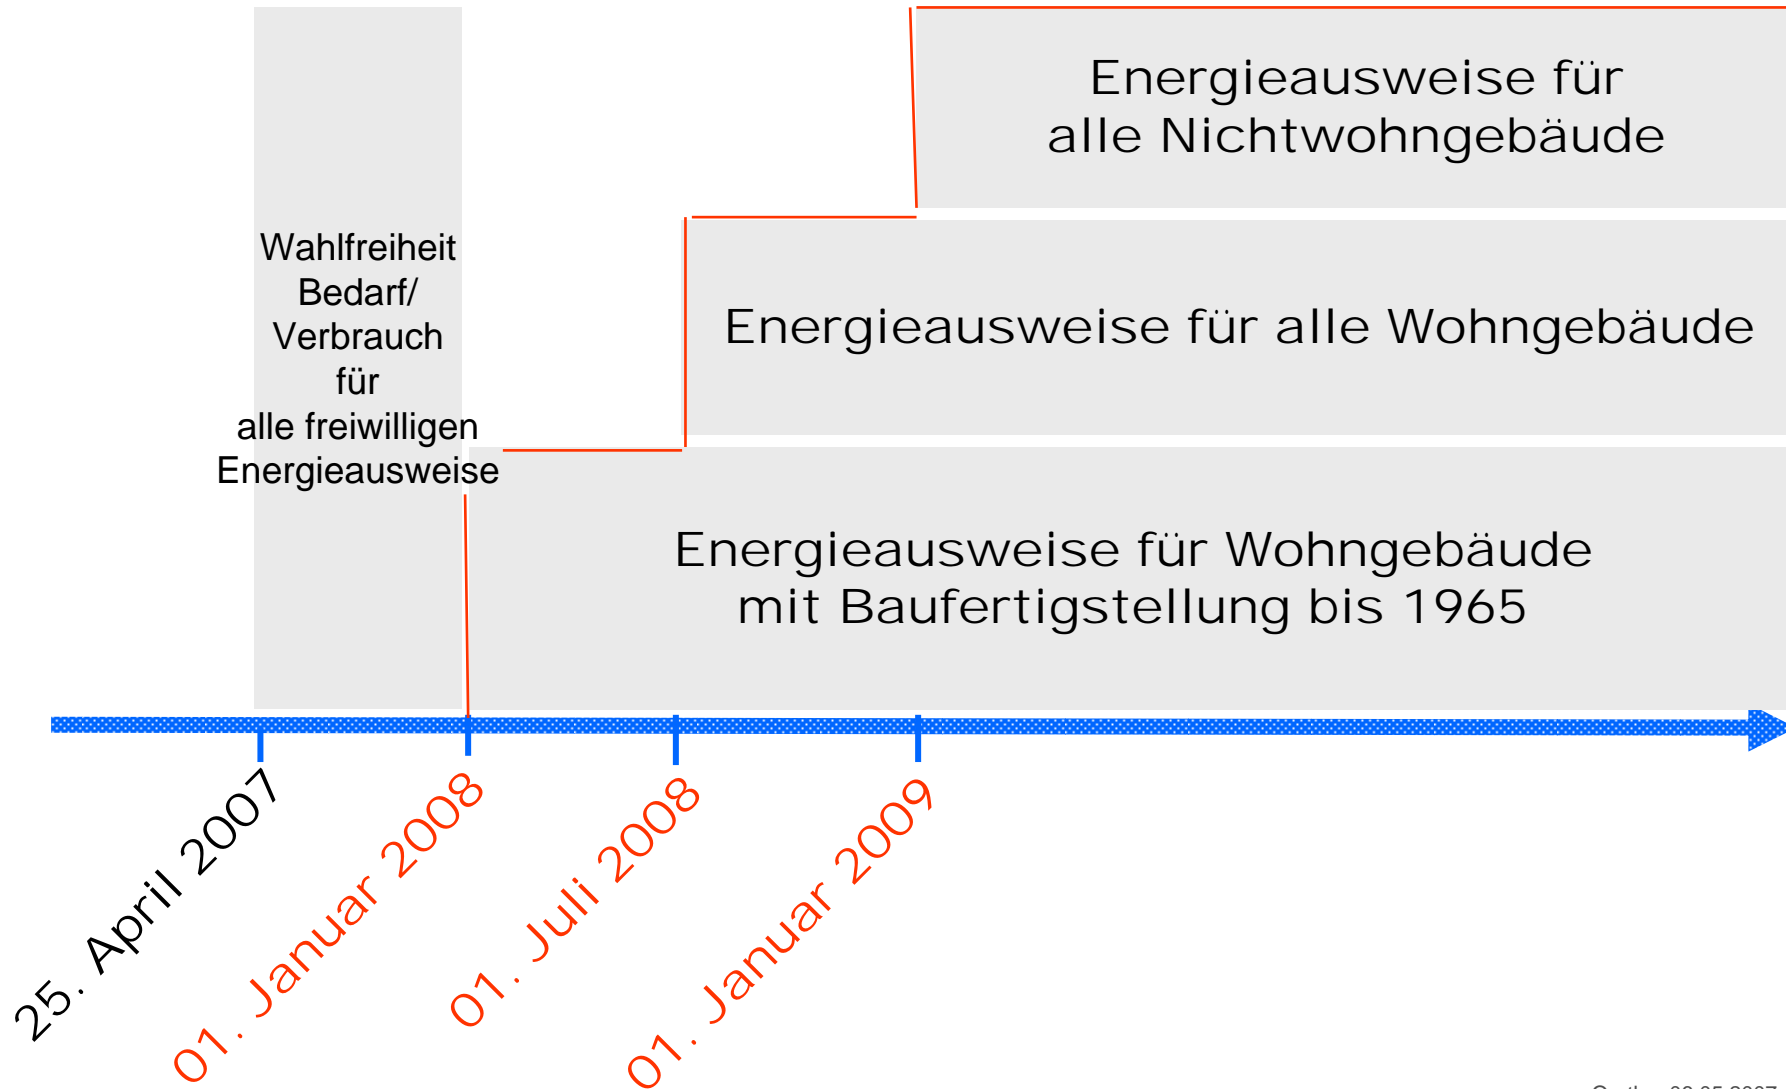 Energieausweise für
alle Nichtwohngebäude
Wahlfreiheit
Bedarf/
Verbrauch
für
alle freiwilligen
Energieausweise
Energieausweise für alle Wohngebäude
Energieausweise für Wohngebäude
mit Baufertigstellung bis 1965
25. April 2007
01. Januar 2008
01. Juli 2008
01. Januar 2009